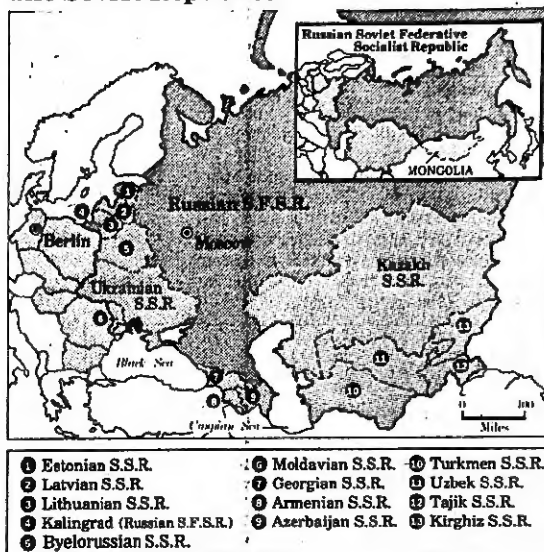 Russian Soviet Federative
Socialist Republic
MONGOLIA
Russian S.F.S.R.
Moscow
Berlin
Ukrainian
S.S.R.
Kazakh
S.S.R.
Black Sea
Caspian Sea
0 100
Miles
1 Estonian S.S.R.
2 Latvian S.S.R.
3 Lithuanian S.S.R.
4 Kalingrad (Russian S.F.S.R.)
5 Byelorussian S.S.R.
6 Moldavian S.S.R.
7 Georgian S.S.R.
8 Armenian S.S.R.
9 Azerbaijan S.S.R.
10 Turkmen S.S.R.
11 Uzbek S.S.R.
12 Tajik S.S.R.
13 Kirghiz S.S.R.